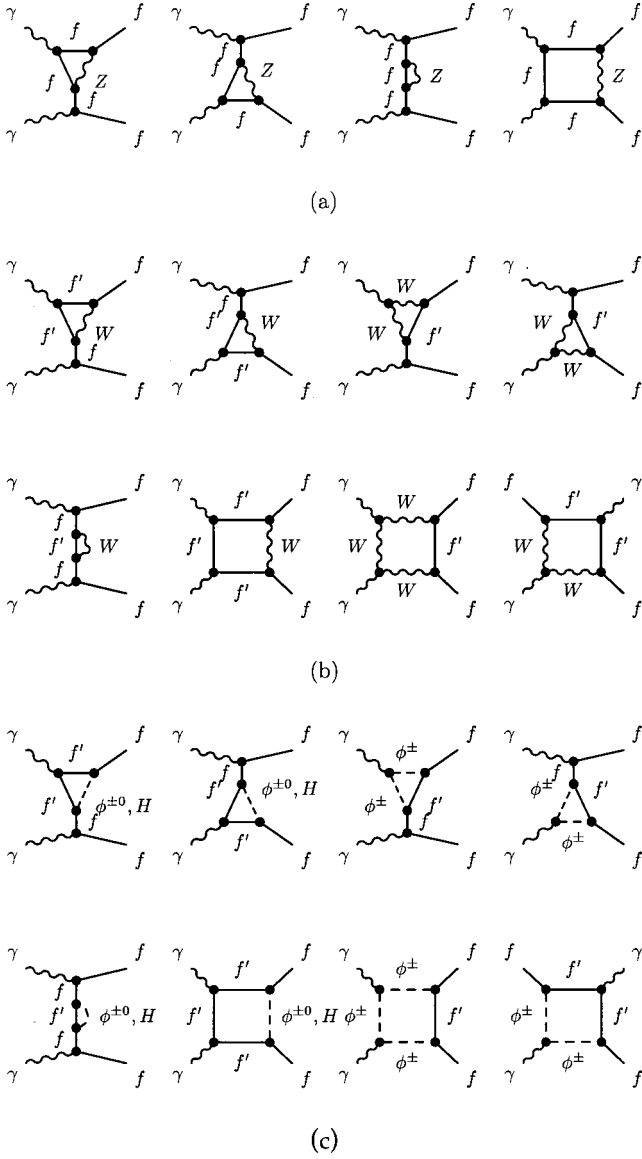 γ f f γ f f γ f f γ f f
f Z f f f Z f f f f Z f f f Z
γ f γ f γ f γ f
(a)
γ f γ f γ f γ f
f' f' W f
f f' W f'
W W f' f
f W f' W
γ f γ f γ f γ f
γ f γ f γ f f γ
f f' f W
f' f' W f'
W W f' W
f' W f' W
γ f γ f γ f γ f
(b)
γ f γ f γ f γ f
f' f' φ±0, H f
f f' φ±0, H f'
φ± φ± f' f
f φ± f' φ±
γ f γ f γ f γ f
γ f γ f γ f f γ
f f' f φ±0, H
f' f' φ±0, H f'
φ± φ± f' φ±
f' φ± f' φ±
γ f γ f γ f γ f
(c)